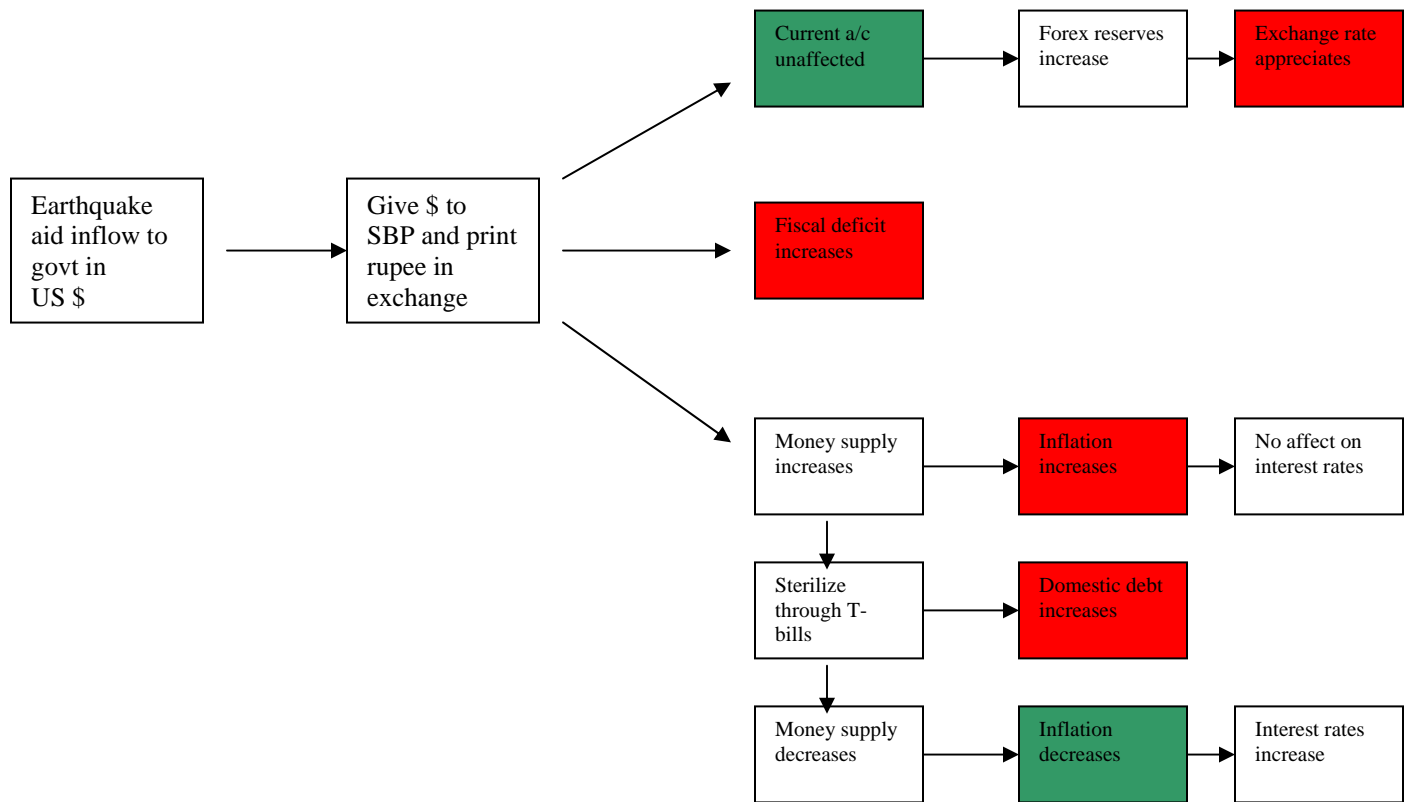 Current a/c
unaffected
Forex reserves
increase
Exchange rate
appreciates
Earthquake
aid inflow to
govt in
US $
Give $ to
SBP and print
rupee in
exchange
Fiscal deficit
increases
Money supply
increases
Inflation
increases
No affect on
interest rates
Sterilize
through T-
bills
Domestic debt
increases
Money supply
decreases
Inflation
decreases
Interest rates
increase